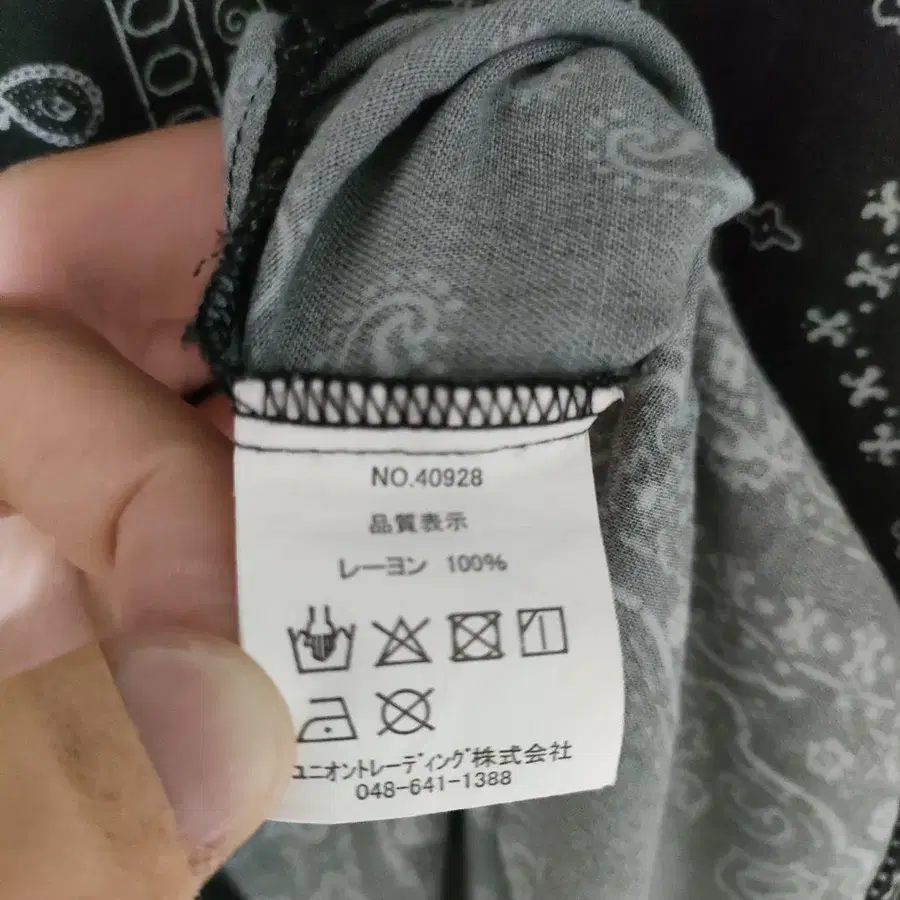 NO.40928
品質表示
レーヨン 100%
ユニオントレーディング株式会社
048-641-1388